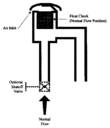 Float Check
(Normal Flow Position)
Air Inlet
Optional
Shutoff
Valve
Normal
Flow